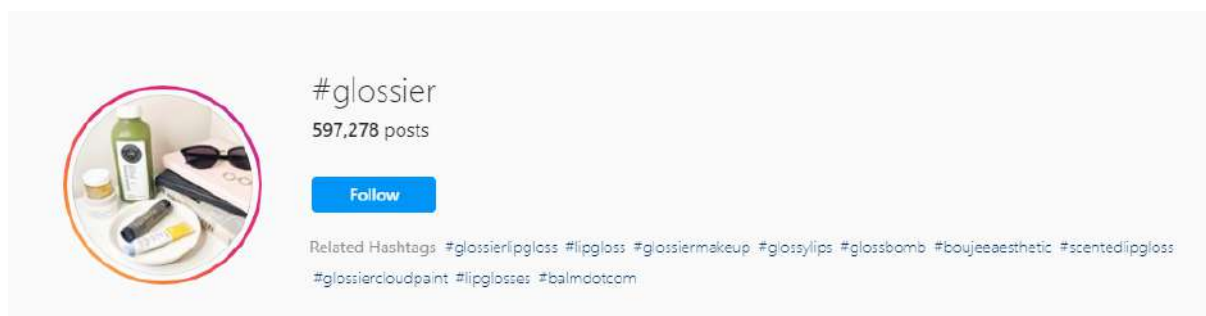 #glossier
597,278 posts
Follow
Related Hashtags #glossierlipgloss #lipgloss #glossiermakeup #glossylips #glossbomb #boujeeaesthetic #scentedlipgloss
#glossiercloudpaint #lipglosses #balmdotcom